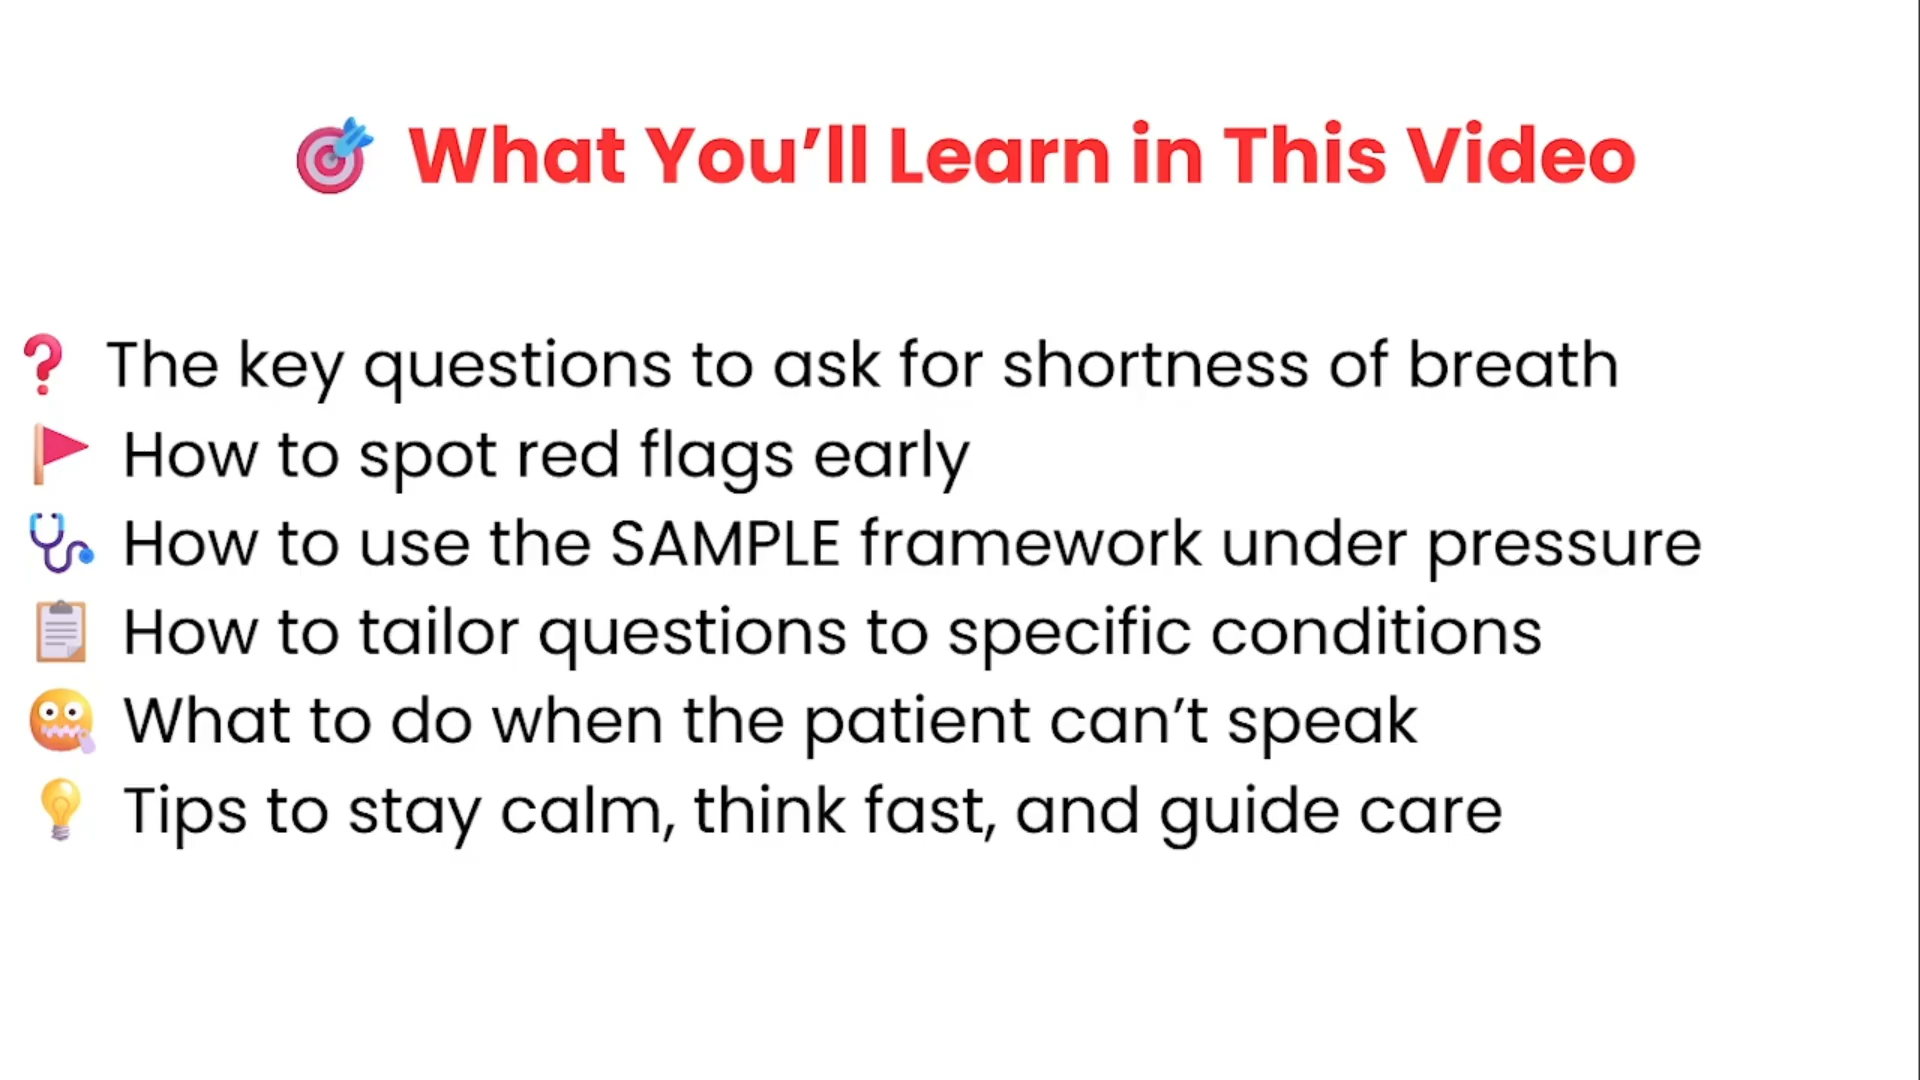 What You’ll Learn in This Video
The key questions to ask for shortness of breath
How to spot red flags early
How to use the SAMPLE framework under pressure
How to tailor questions to specific conditions
What to do when the patient can’t speak
Tips to stay calm, think fast, and guide care